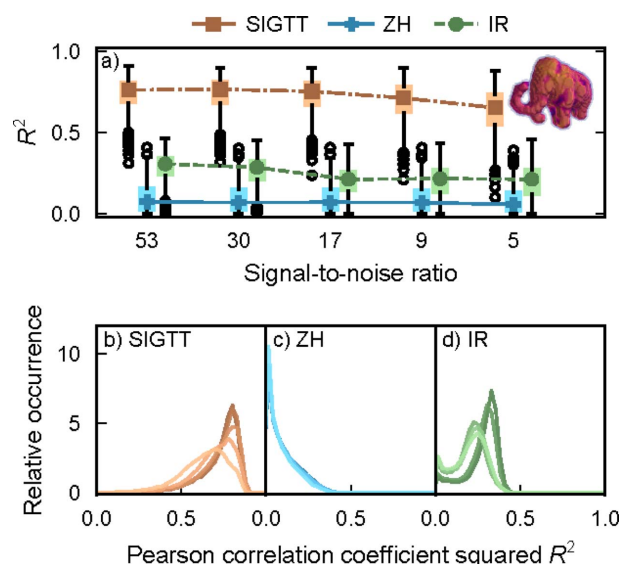 SIGTT ZH IR
a)
1.0
0.5
0.0
R²
53 30 17 9 5
Signal-to-noise ratio
b) SIGTT c) ZH d) IR
10
5
0
Relative occurrence
0.0 0.5 0.0 0.5 0.0 0.5 1.0
Pearson correlation coefficient squared R²